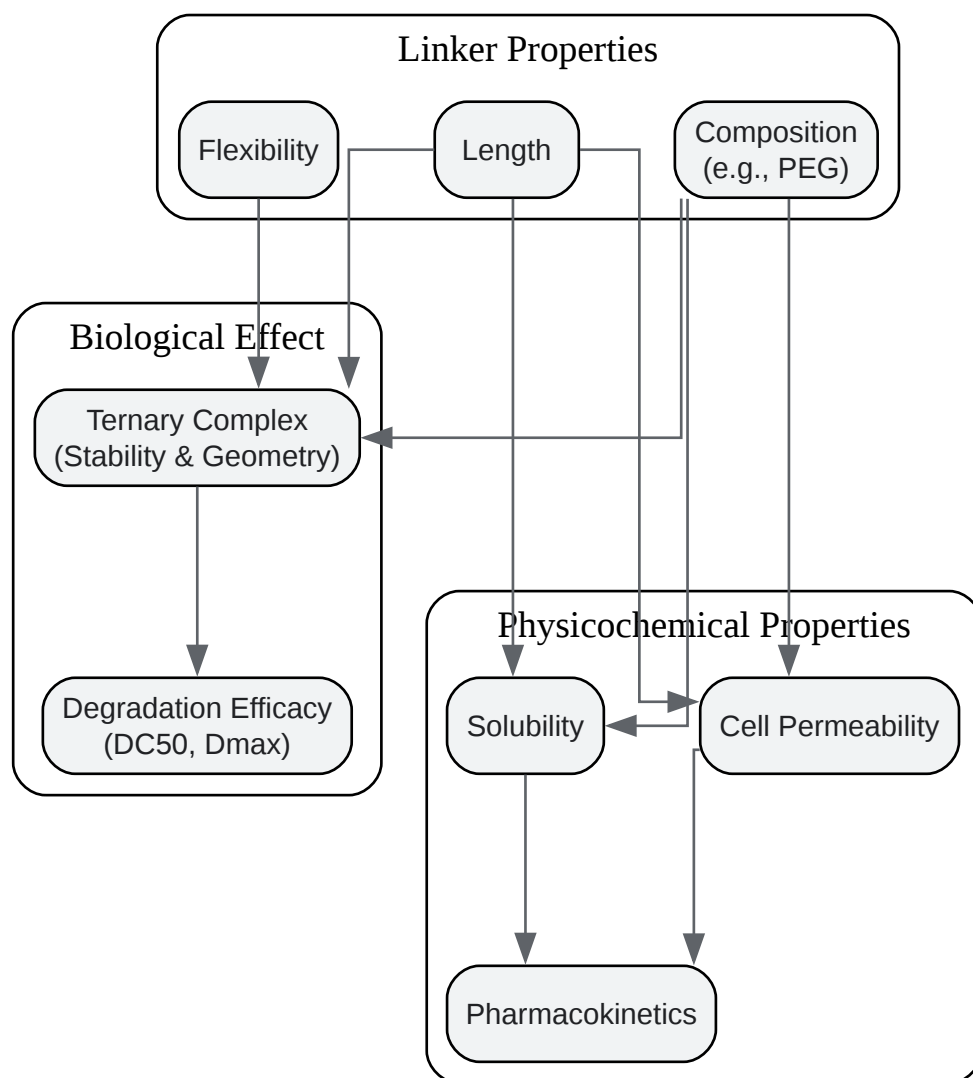 Linker Properties
Flexibility
Length
Composition
(e.g., PEG)
Biological Effect
Ternary Complex
(Stability & Geometry)
Degradation Efficacy
(DC50, Dmax)
Physicochemical Properties
Solubility
Cell Permeability
Pharmacokinetics